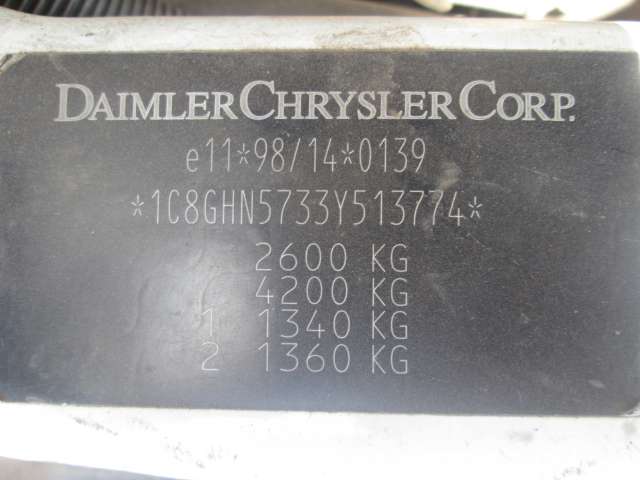 DAIMLERCHRYSLER CORP.
e11*98/14*0139
*1C8GHN5733Y513774*
2600 KG
4200 KG
1 1340 KG
2 1360 KG